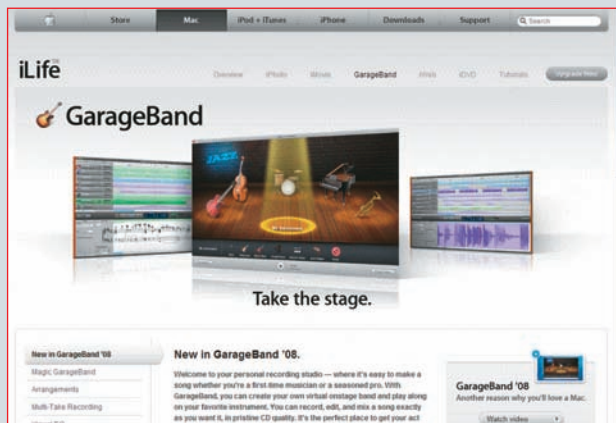 Store
Mac
iPod + iTunes
iPhone
Downloads
Support
Search
iLife '08
Overview
iPhoto
iMovie
GarageBand
iWeb
iDVD
Tutorials
Upgrade Now
GarageBand
JAZZ
Take the stage.
New in GarageBand '08
Magic GarageBand
Arrangements
Multi-Take Recording
New in GarageBand '08.
Welcome to your personal recording studio — where it's easy to make a
song whether you're a first-time musician or a seasoned pro. With
GarageBand, you can create your own virtual onstage band and play along
on your favorite instrument. You can record, edit, and mix a song exactly
as you want it, in pristine CD quality. It's the perfect place to get your act
GarageBand '08
Another reason why you'll love a Mac.
Watch video